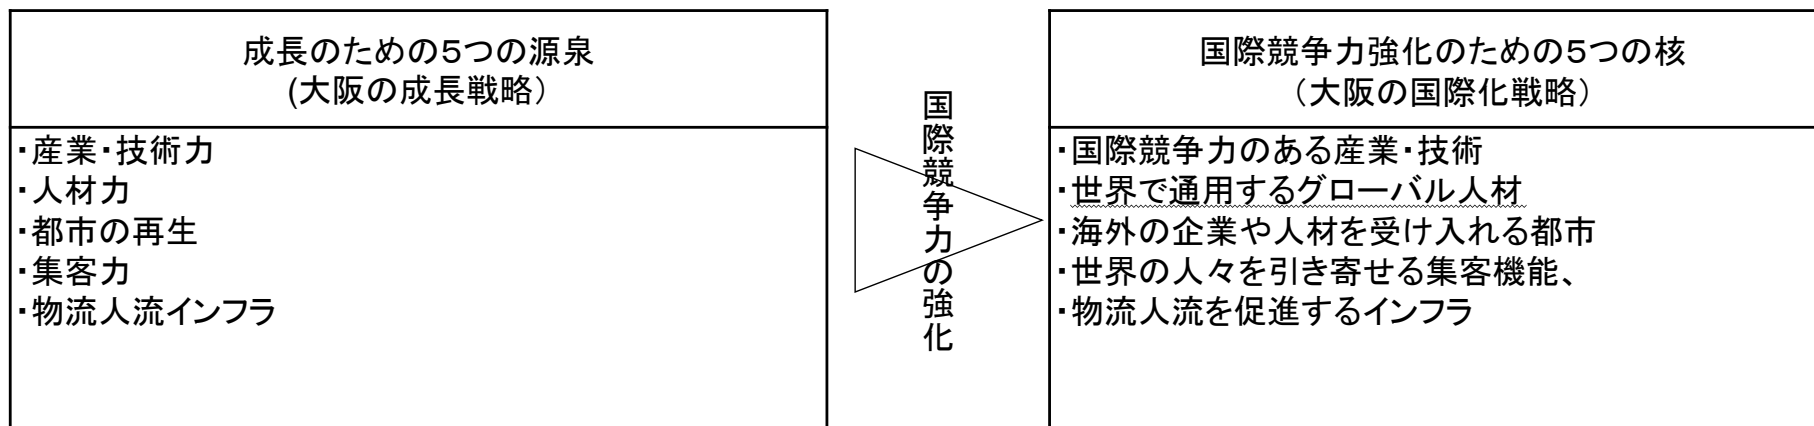 成長のための5つの源泉
(大阪の成長戦略）
・産業・技術力
・人材力
・都市の再生
・集客力
・物流人流インフラ
国際競争力の強化
国際競争力強化のための5つの核
（大阪の国際化戦略）
・国際競争力のある産業・技術
・世界で通用するグローバル人材
・海外の企業や人材を受け入れる都市
・世界の人々を引き寄せる集客機能、
・物流人流を促進するインフラ